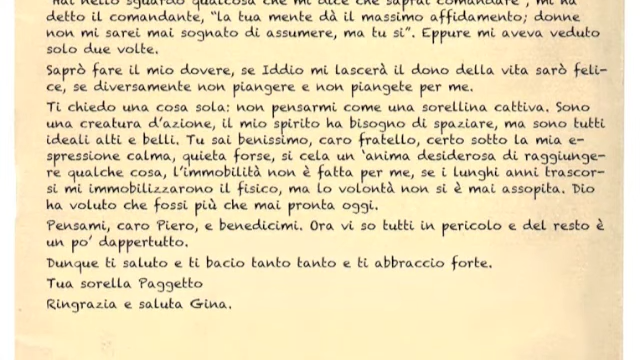 "Hai nello sguardo qualcosa che mi dice che saprai comandare", mi ha
detto il comandante, "la tua mente dà il massimo affidamento; donne
non mi sarei mai sognato di assumere, ma tu si". Eppure mi aveva veduto
solo due volte.
Saprò fare il mio dovere, se Iddio mi lascerà il dono della vita sarò feli-
ce, se diversamente non piangere e non piangete per me.
Ti chiedo una cosa sola: non pensarmi come una sorellina cattiva. Sono
una creatura d'azione, il mio spirito ha bisogno di spaziare, ma sono tutti
ideali alti e belli. Tu sai benissimo, caro fratello, certo sotto la mia e-
spressione calma, quieta forse, si cela un 'anima desiderosa di raggiunge-
re qualche cosa, l'immobilità non è fatta per me, se i lunghi anni trascor-
si mi immobilizzarono il fisico, ma lo volontà non si è mai assopita. Dio
ha voluto che fossi più che mai pronta oggi.
Pensami, caro Piero, e benedicimi. Ora vi so tutti in pericolo e del resto è
un po' dappertutto.
Dunque ti saluto e ti bacio tanto tanto e ti abbraccio forte.
Tua sorella Paggetto
Ringrazia e saluta Gina.